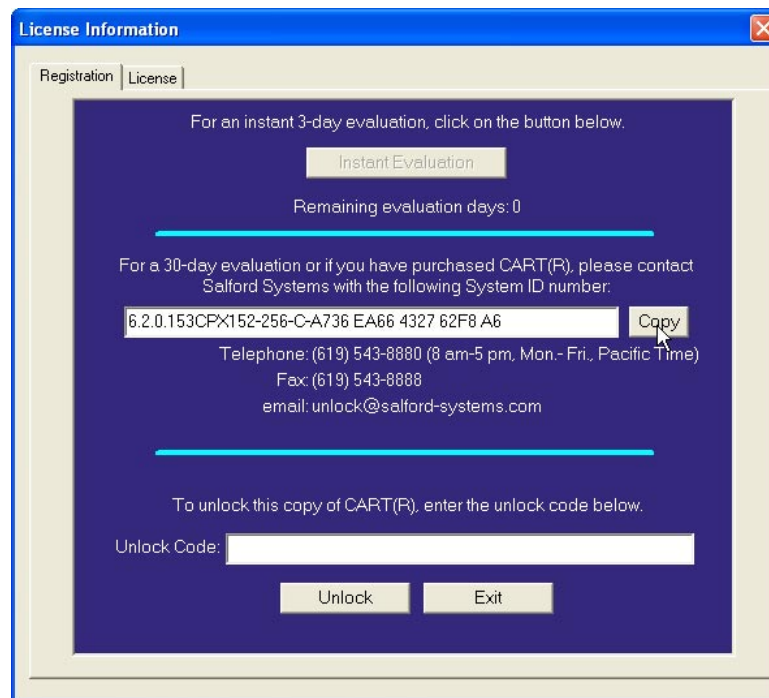 License Information
Registration License
For an instant 3-day evaluation, click on the button below.
Instant Evaluation
Remaining evaluation days: 0
For a 30-day evaluation or if you have purchased CART(R), please contact
Salford Systems with the following System ID number:
6.2.0.153CPX152-256-C-A736 EA66 4327 62F8 A6 Copy
Telephone: (619) 543-8880 (8 am-5 pm, Mon.- Fri., Pacific Time)
Fax: (619) 543-8888
email: unlock@salford-systems.com
To unlock this copy of CART(R), enter the unlock code below.
Unlock Code:
Unlock Exit